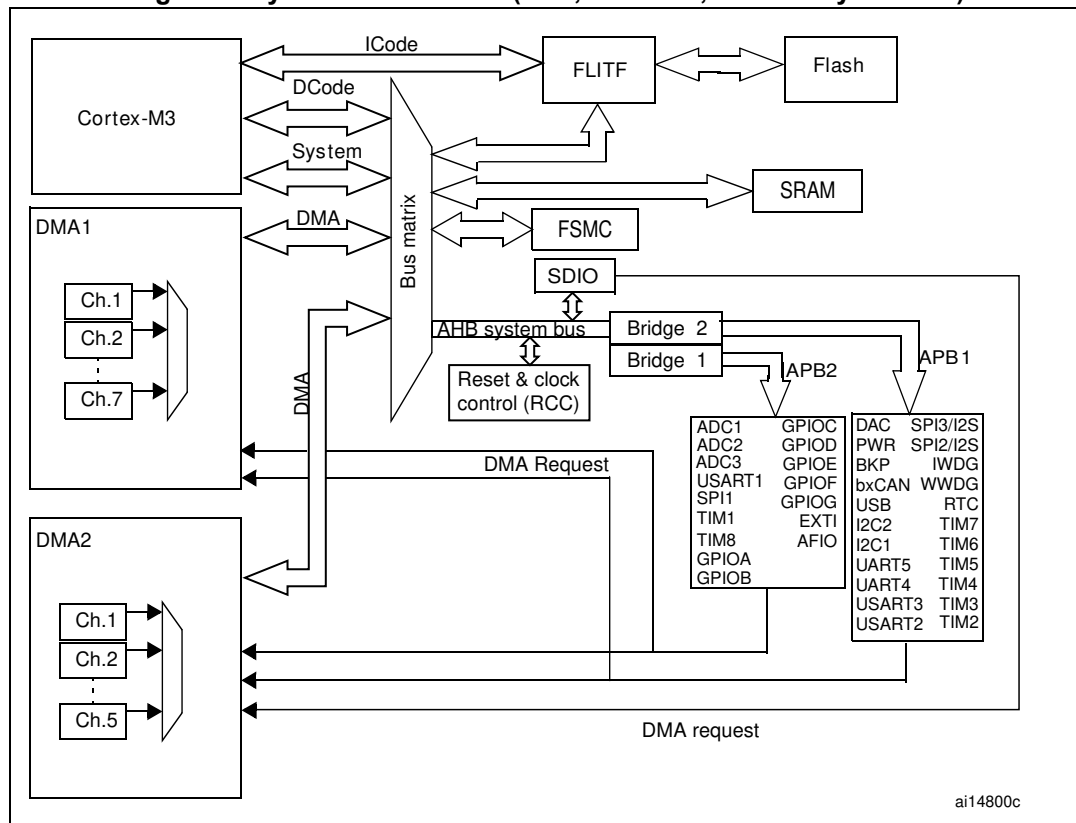 ICode
FLITF
Flash
Cortex-M3
DCode
System
SRAM
DMA1
DMA
Bus matrix
FSMC
SDIO
Ch.1
Ch.2
Ch.7
AHB system bus
Bridge 2
Bridge 1
APB2
APB1
Reset & clock
control (RCC)
DMA
DMA Request
ADC1 GPIOC
ADC2 GPIOD
ADC3 GPIOE
USART1 GPIOF
SPI1 GPIOG
TIM1 EXTI
TIM8 AFIO
GPIOA
GPIOB
DAC SPI3/I2S
PWR SPI2/I2S
BKP IWDG
bxCAN WWDG
USB RTC
I2C2 TIM7
I2C1 TIM6
UART5 TIM5
UART4 TIM4
USART3 TIM3
USART2 TIM2
DMA2
Ch.1
Ch.2
Ch.5
DMA request
ai14800c